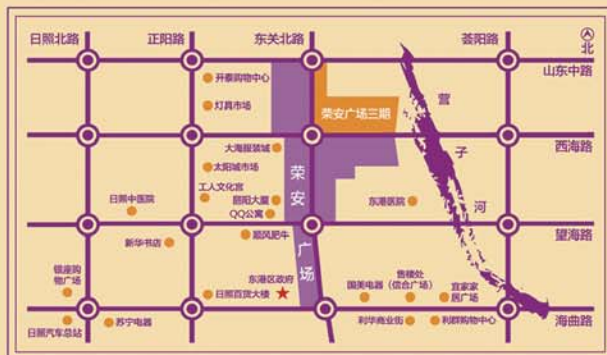 日照北路
正阳路
东关北路
荟阳路
北
山东中路
开泰购物中心
灯具市场
荣安广场三期
营子河
西海路
大海服装城
太阳城市场
荣安广场
工人文化宫
日照中医院
颐阳大厦
QQ公寓
东港医院
望海路
新华书店
顺风肥牛
银座购
物广场
东港区政府
日照百货大楼
国美电器
售楼处
（信合广场）
宜家家
居广场
海曲路
日照汽车总站
苏宁电器
利华商业街
利群购物中心